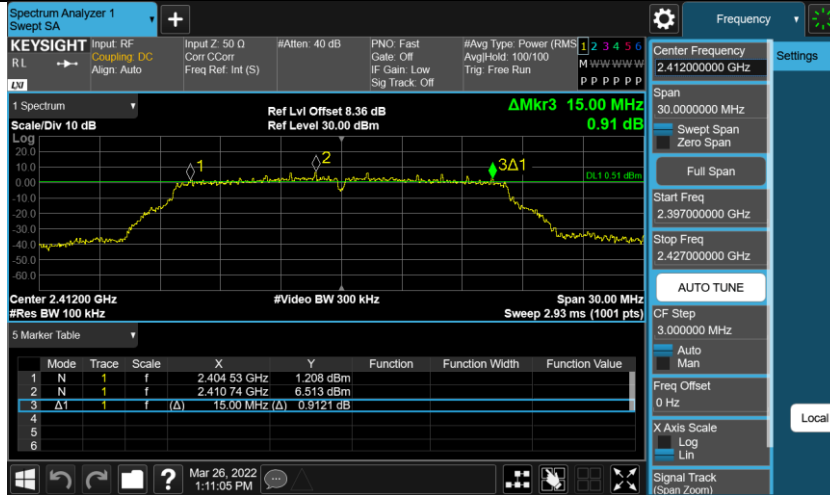 Spectrum Analyzer 1
Swept SA
+
Frequency
KEYSIGHT Input: RF Input Z: 50 Ω #Atten: 40 dB PNO: Fast #Avg Type: Power (RMS 1 2 3 4 5 6
RL Coupling: DC Corr CCorr Gate: Off Avg|Hold: 100/100 M W W W W W
Align: Auto Freq Ref: Int (S) IF Gain: Low Trig: Free Run
Sig Track: Off P P P P P P
LXI
1 Spectrum
Scale/Div 10 dB
Ref Lvl Offset 8.36 dB
Ref Level 30.00 dBm
ΔMkr3 15.00 MHz
0.91 dB
Log
20.0
10.0
0.00
-10.0
-20.0
-30.0
-40.0
-50.0
-60.0
1
2
3Δ1
DL1 0.51 dBm
Center 2.41200 GHz #Video BW 300 kHz Span 30.00 MHz
#Res BW 100 kHz Sweep 2.93 ms (1001 pts)
5 Marker Table
Mode Trace Scale X Y Function Function Width Function Value
1 N 1 f 2.404 53 GHz 1.208 dBm
2 N 1 f 2.410 74 GHz 6.513 dBm
3 Δ1 1 f (Δ) 15.00 MHz (Δ) 0.9121 dB
4
5
6
?
Mar 26, 2022
1:11:05 PM
Center Frequency
2.412000000 GHz
Settings
Span
30.0000000 MHz
Swept Span
Zero Span
Full Span
Start Freq
2.397000000 GHz
Stop Freq
2.427000000 GHz
AUTO TUNE
CF Step
3.000000 MHz
Auto
Man
Freq Offset
0 Hz
Local
X Axis Scale
Log
Lin
Signal Track
(Span Zoom)